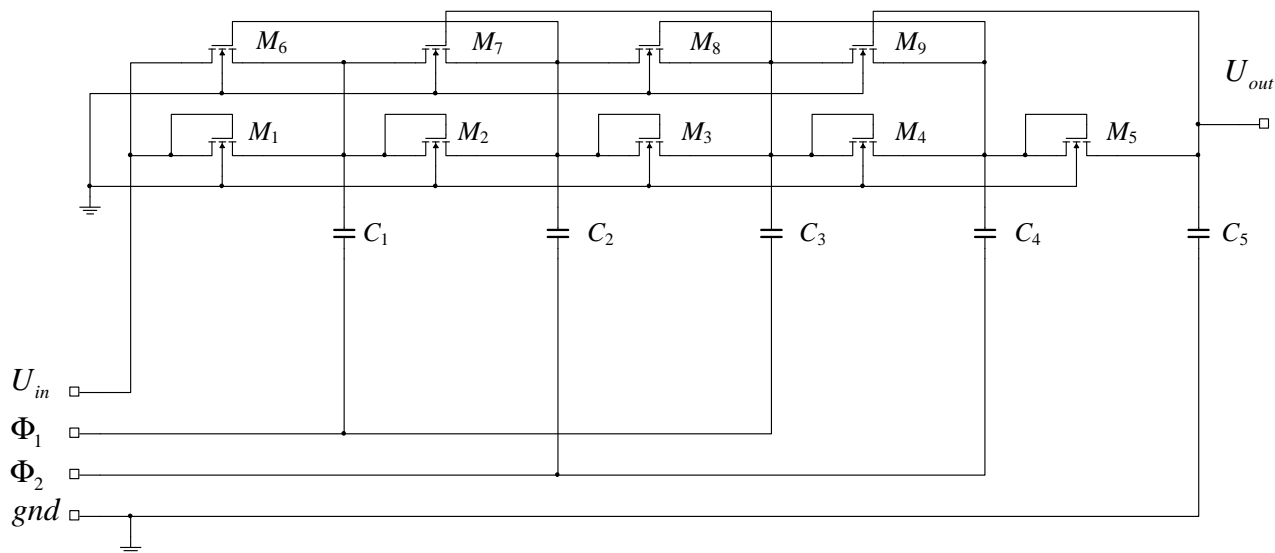 M6 M7 M8 M9
Uout
M1 M2 M3 M4 M5
C1 C2 C3 C4 C5
Uin
Φ1
Φ2
gnd